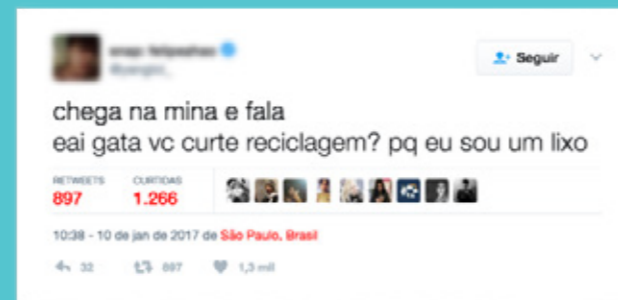 Seguir
chega na mina e fala
eai gata vc curte reciclagem? pq eu sou um lixo
RETWEETS CURTIDAS
897 1.266
10:38 - 10 de jan de 2017 de São Paulo, Brasil
32 897 1,3 mil